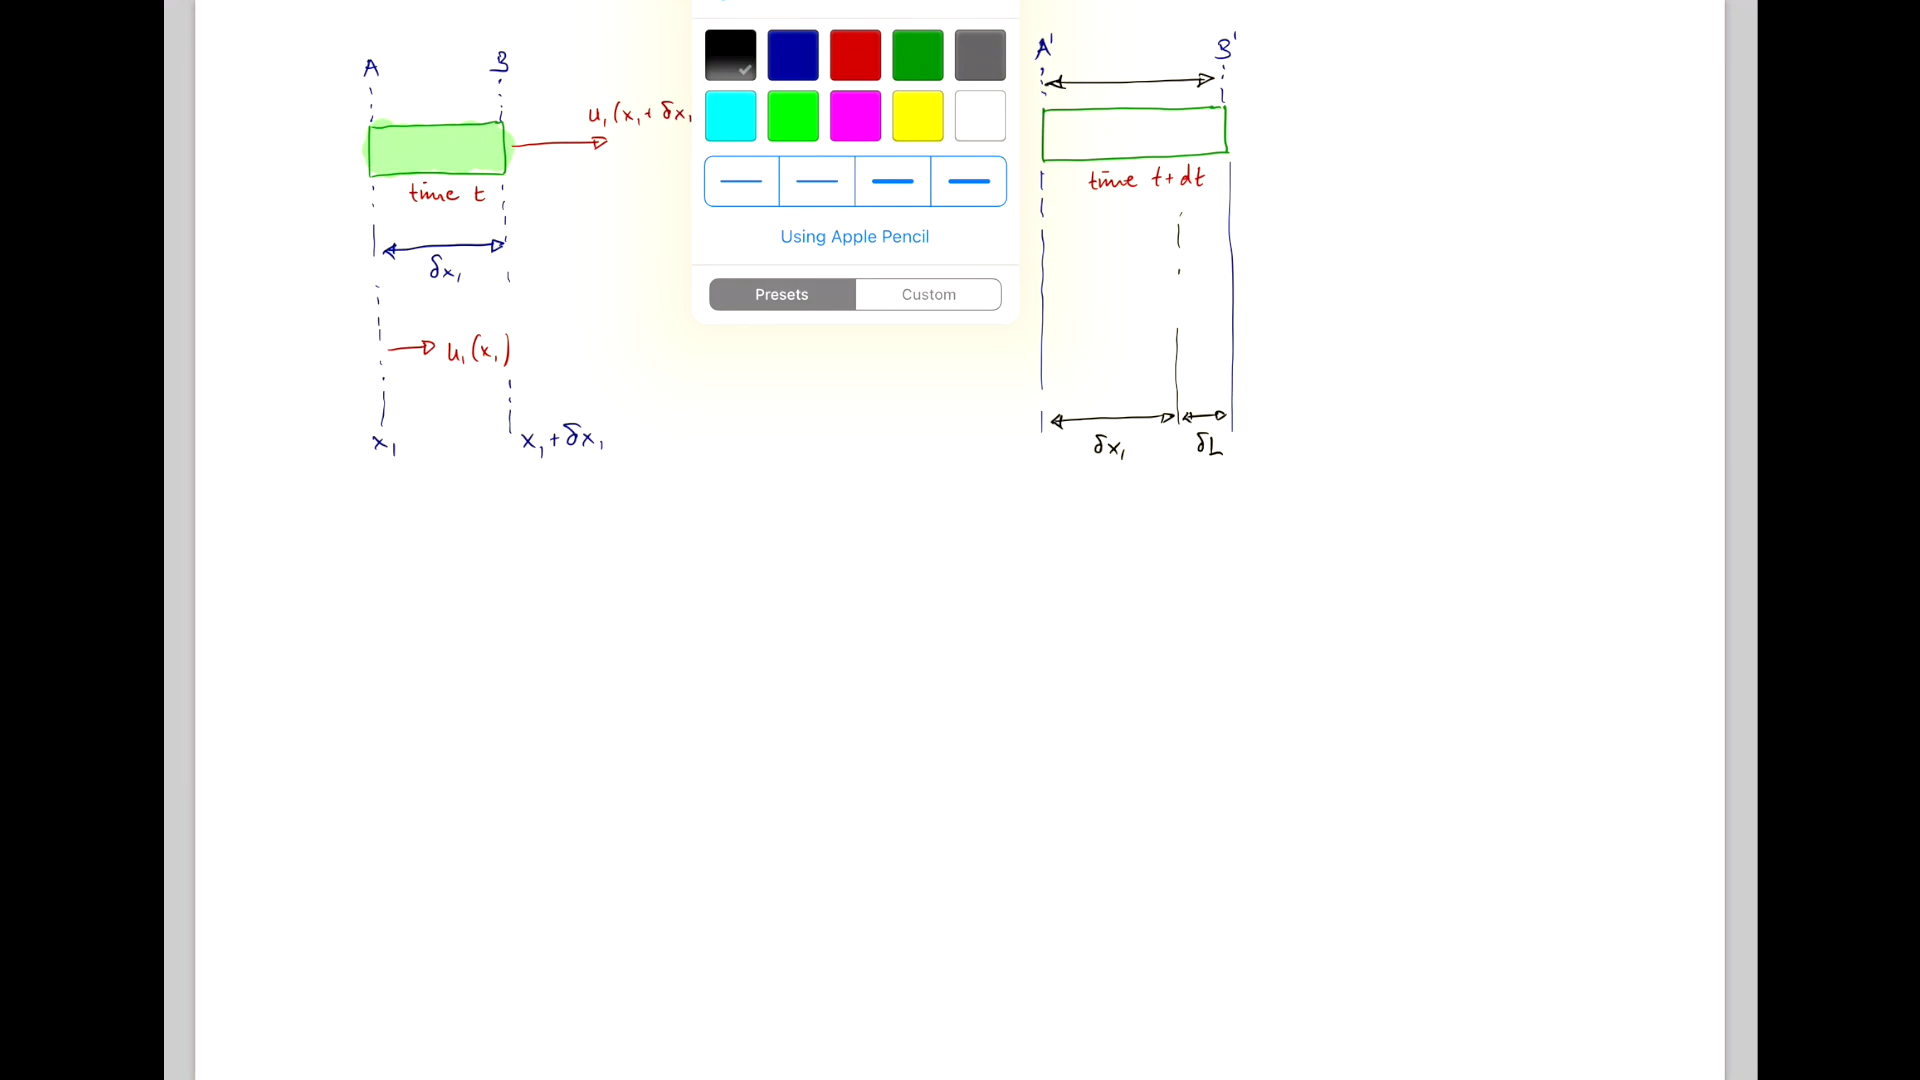 A B
u₁(x₁ + δx₁
time t
δx₁
u₁(x₁)
x₁ x₁ + δx₁
Using Apple Pencil
Presets Custom
A' B'
time t+dt
δx₁ δL